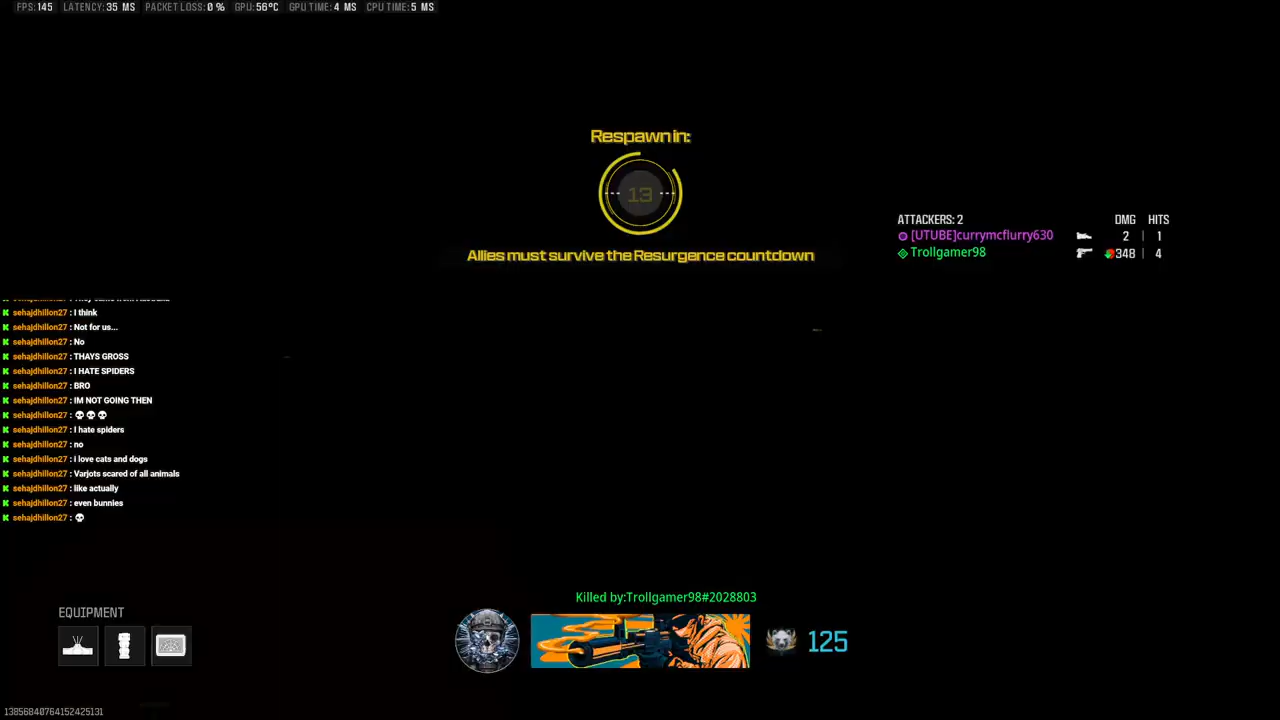 FPS: 145 LATENCY: 35 MS PACKET LOSS: 0 % GPU: 56°C GPU TIME: 4 MS CPU TIME: 5 MS
Respawn in:
13
Allies must survive the Resurgence countdown
ATTACKERS: 2 DMG HITS
[UTUBE]currymcflurry630 2 | 1
Trollgamer98 348 | 4
sehajdhillon27 : I think
sehajdhillon27 : Not for us...
sehajdhillon27 : No
sehajdhillon27 : THAYS GROSS
sehajdhillon27 : I HATE SPIDERS
sehajdhillon27 : BRO
sehajdhillon27 : IM NOT GOING THEN
sehajdhillon27 : 💀 💀 💀
sehajdhillon27 : I hate spiders
sehajdhillon27 : no
sehajdhillon27 : i love cats and dogs
sehajdhillon27 : Varjots scared of all animals
sehajdhillon27 : like actually
sehajdhillon27 : even bunnies
sehajdhillon27 : 💀
Killed by:Trollgamer98#2028803
EQUIPMENT
125
13856840764152425131